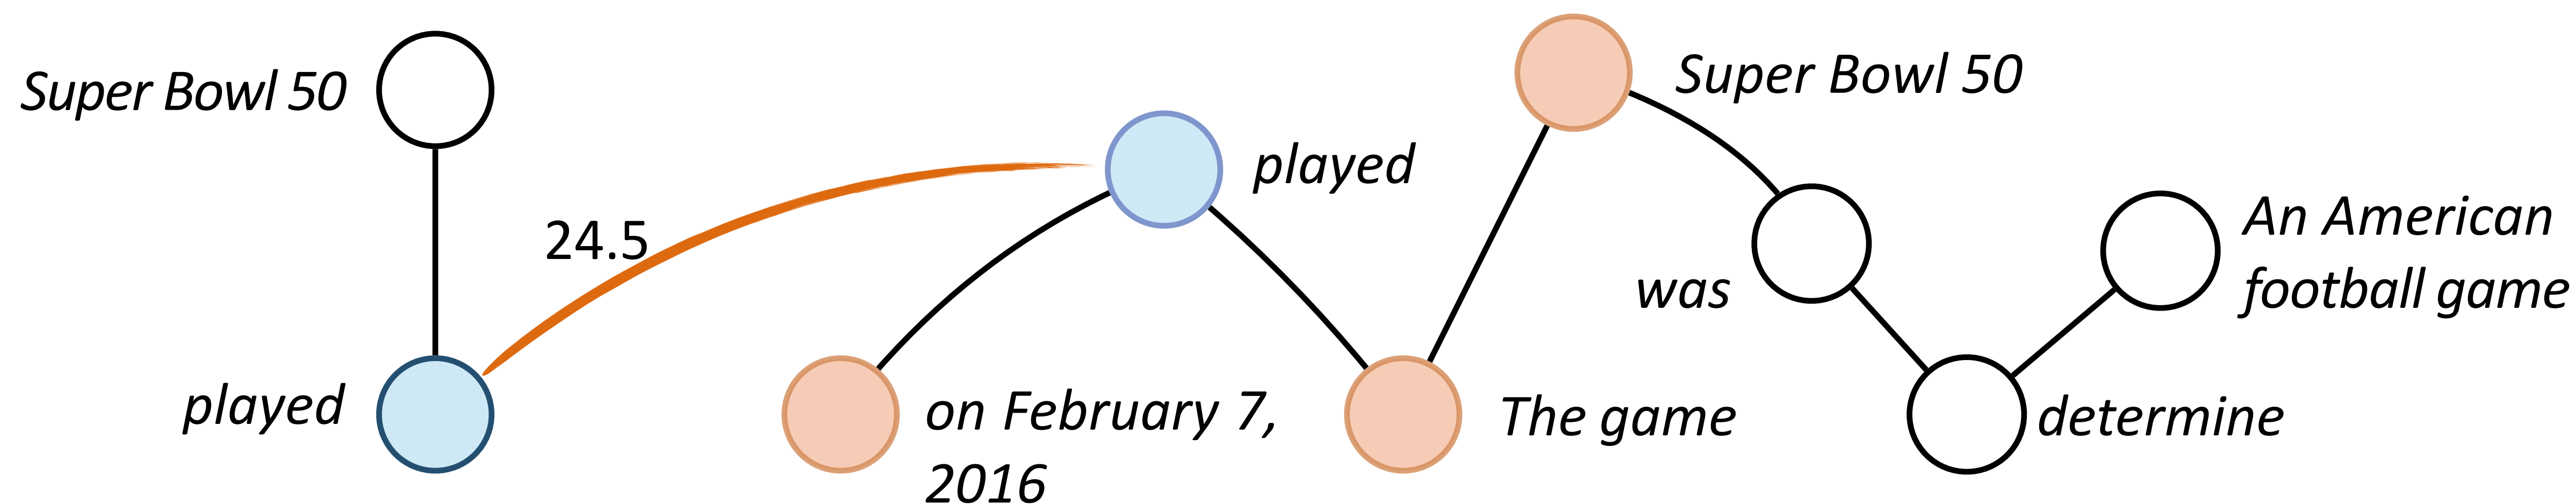 Super Bowl 50
played
24.5
played
on February 7,
2016
The game
Super Bowl 50
was
determine
An American
football game